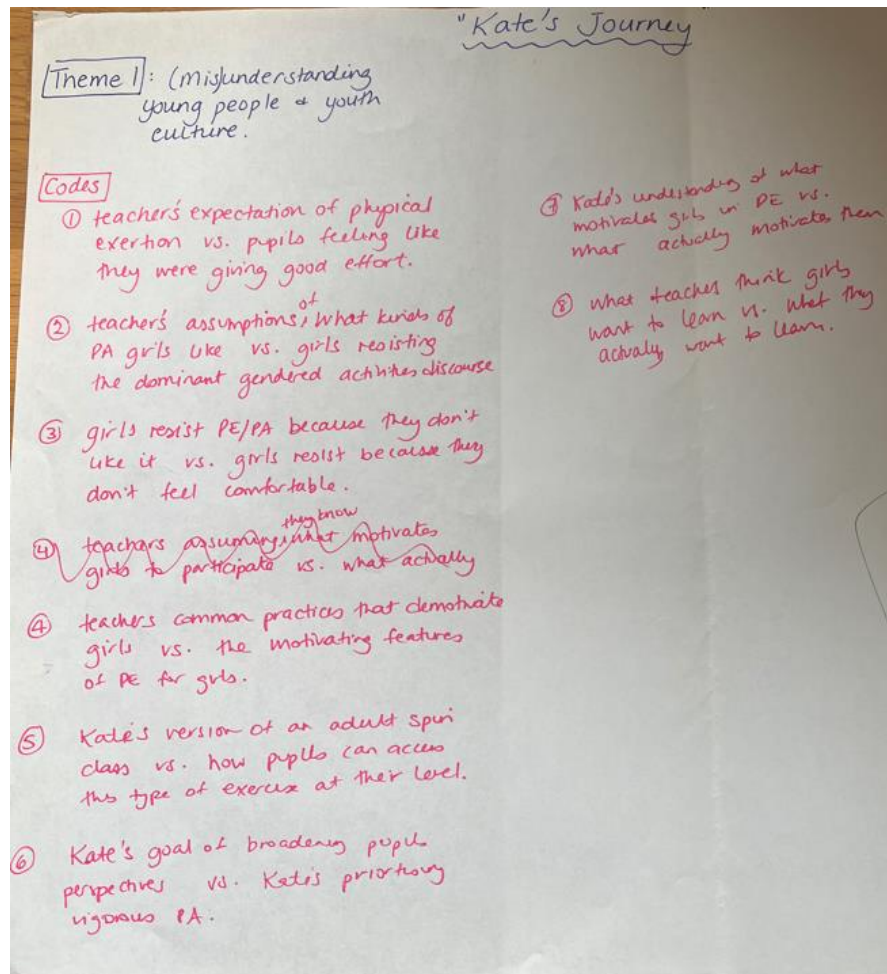 "Kate's Journey"
Theme 1: (mis)understanding
young people & youth
culture.
Codes
① teacher's expectation of physical
exertion vs. pupils feeling like
they were giving good effort.
② teacher's assumptions of what kinds of
PA girls like vs. girls resisting
the dominant gendered activities discourse
③ girls resist PE/PA because they don't
like it vs. girls resist because they
don't feel comfortable.
④ teachers assuming they know what motivates
girls to participate vs. what actually
④ teachers common practices that demotivate
girls vs. the motivating features
of PE for girls.
⑤ Kate's version of an adult spin
class vs. how pupils can access
this type of exercise at their level.
⑥ Kate's goal of broadening pupils
perspectives vs. Kate's prioritising
vigorous PA.
⑦ Kate's understanding of what
motivates girls in PE vs.
what actually motivates them
⑧ what teacher think girls
want to learn vs. what they
actually want to learn.